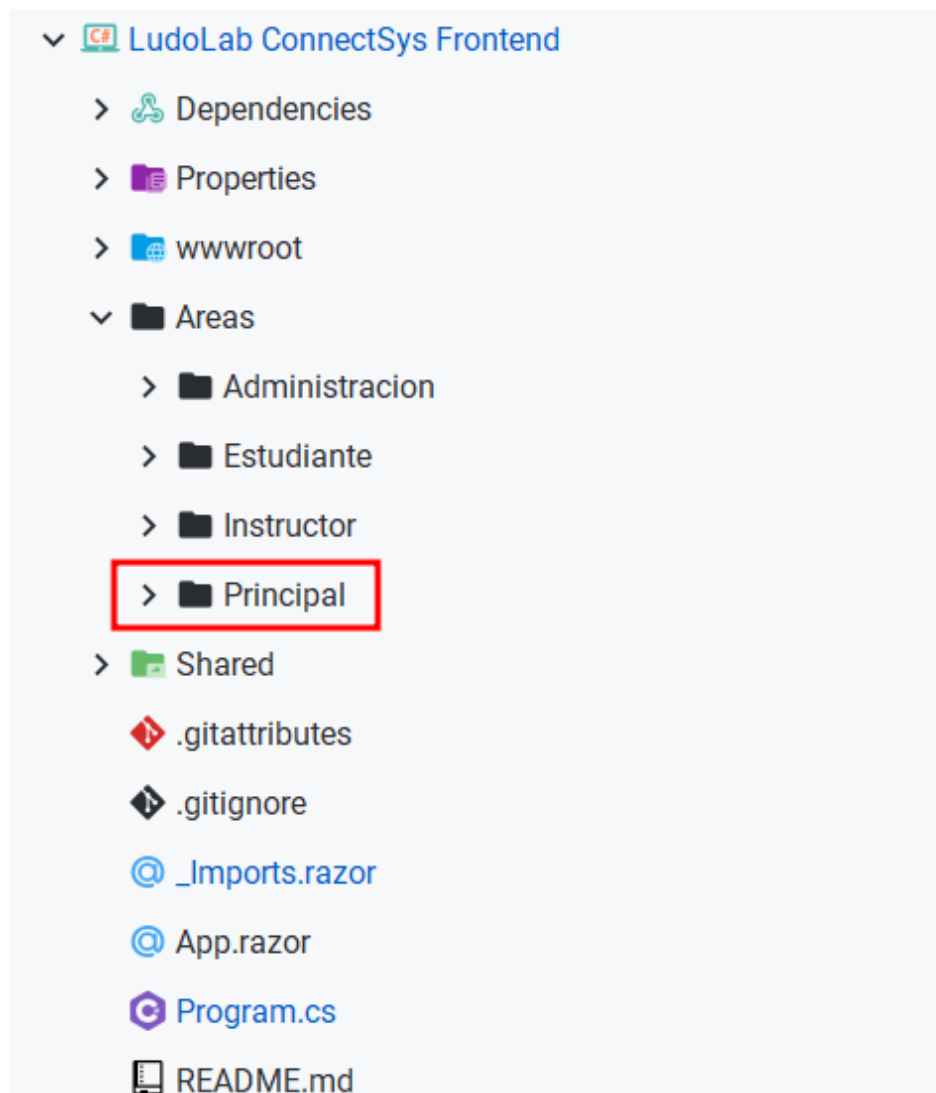 LudoLab ConnectSys Frontend
Dependencies
Properties
wwwroot
Areas
Administracion
Estudiante
Instructor
Principal
Shared
.gitattributes
.gitignore
_Imports.razor
App.razor
Program.cs
README.md